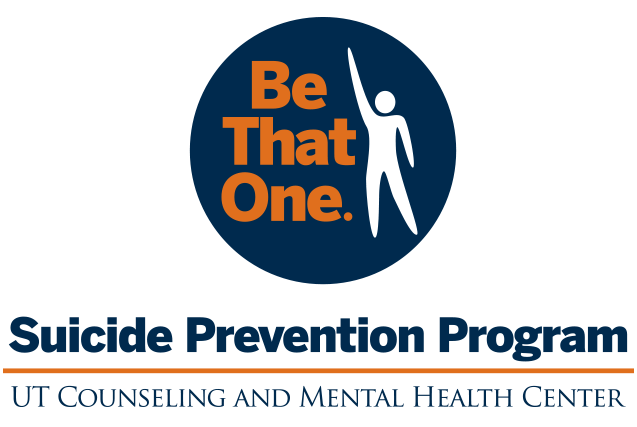 Be
That
One.
Suicide Prevention Program
UT Counseling and Mental Health Center